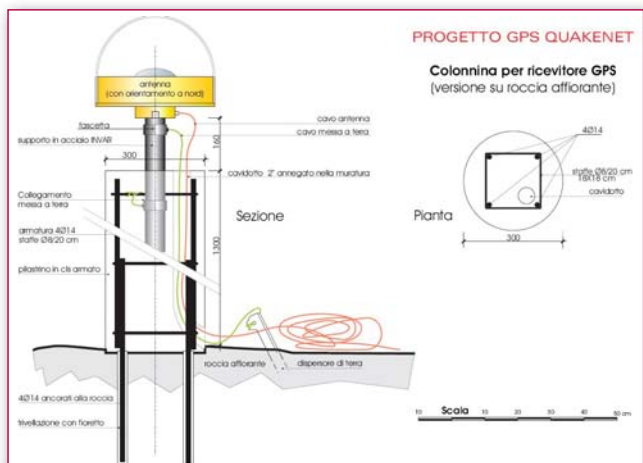 PROGETTO GPS QUAKENET
Colonnina per ricevitore GPS
(versione su roccia affiorante)
antenna
(con orientamento a nord)
fascetta
supporto in acciaio INVAR
300
cavo antenna
cavo messa a terra
160
cavidotto 2" annegato nella muratura
Collegamento
messa a terra
Sezione
armatura 4Ø14
staffe Ø8/20 cm
pilastrino in cls armato
1300
roccia affiorante
dispersore di terra
4Ø14 ancorati alla roccia
trivellazione con fioretto
4Ø14
staffe Ø8/20 cm
18X18 cm
cavidotto
Pianta
300
10 Scala 10 20 30 40 50 cm